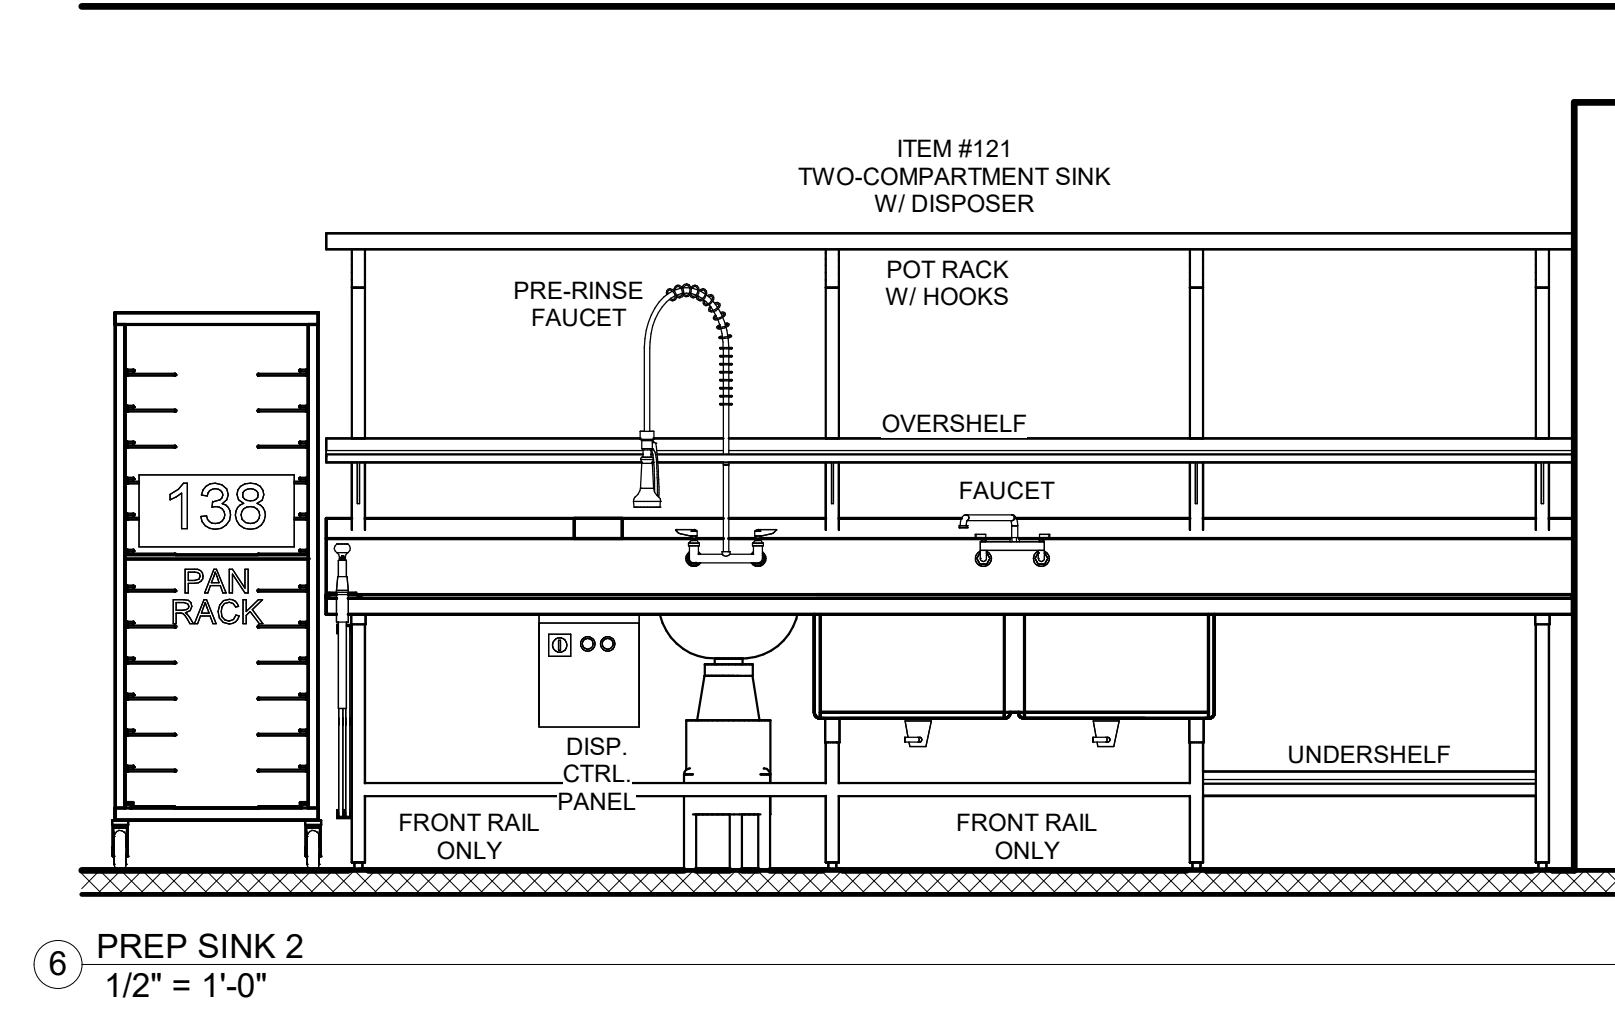 ITEM #121
TWO-COMPARTMENT SINK
W/ DISPOSER
POT RACK
W/ HOOKS
PRE-RINSE
FAUCET
OVERSHELF
FAUCET
138
PAN
RACK
DISP.
CTRL.
PANEL
UNDERSHELF
FRONT RAIL
ONLY
FRONT RAIL
ONLY
6
PREP SINK 2
1/2" = 1'-0"